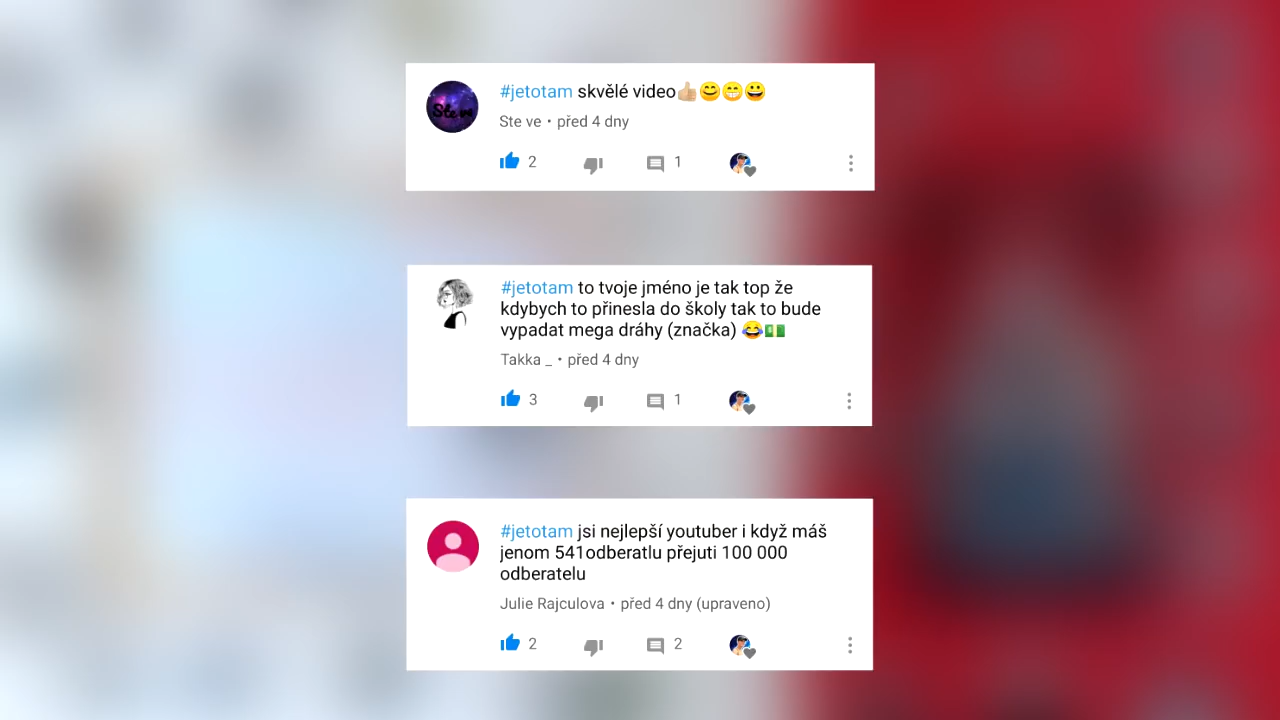 #jetotam skvělé video👍🏼😊😁😀
Ste ve • před 4 dny
2 1
#jetotam to tvoje jméno je tak top že
kdybych to přinesla do školy tak to bude
vypadat mega dráhy (značka) 😂💵
Takka _ • před 4 dny
3 1
#jetotam jsi nejlepší youtuber i když máš
jenom 541odberatlu přejuti 100 000
odberatelu
Julie Rajculova • před 4 dny (upraveno)
2 2